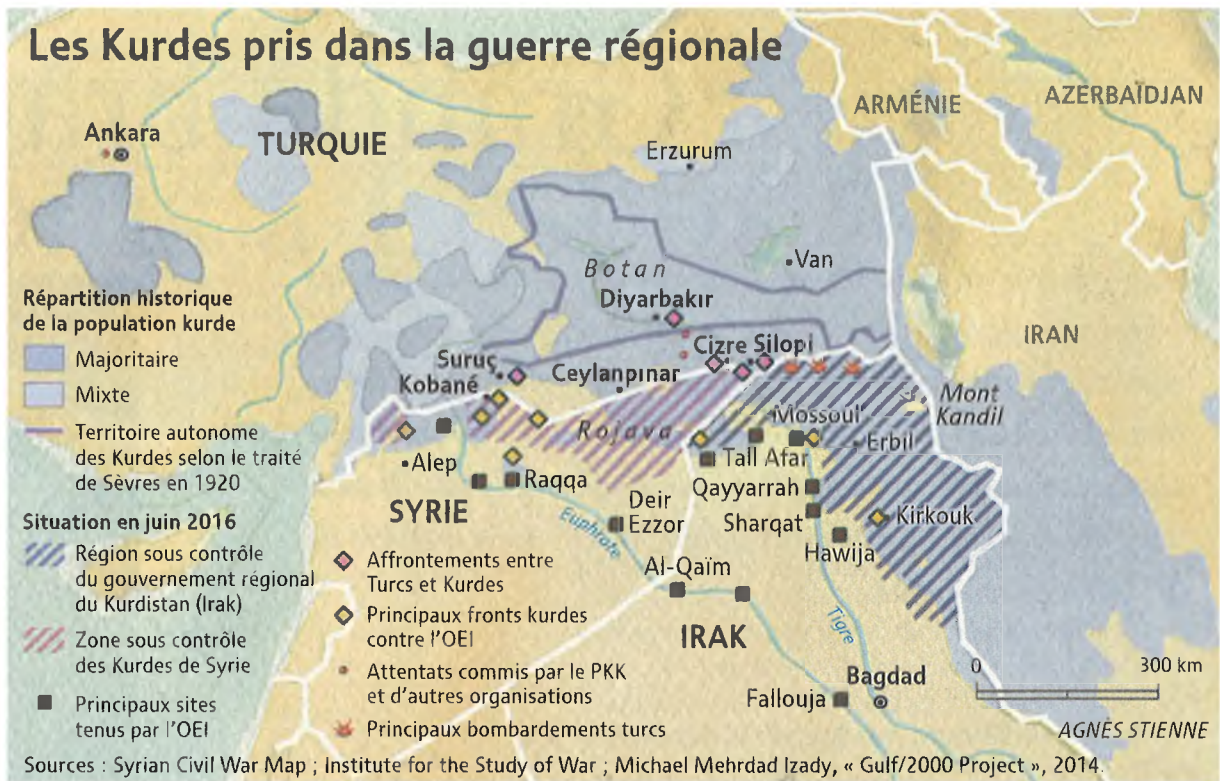 Les Kurdes pris dans la guerre régionale
ARMÉNIE
AZERBAÏDJAN
Ankara
TURQUIE
Erzurum
Van
Botan
Diyarbakır
IRAN
Répartition historique
de la population kurde
Majoritaire
Mixte
Territoire autonome
des Kurdes selon le traité
de Sèvres en 1920
Situation en juin 2016
Région sous contrôle
du gouvernement régional
du Kurdistan (Irak)
Zone sous contrôle
des Kurdes de Syrie
Principaux sites
tenus par l'OEI
Affrontements entre
Turcs et Kurdes
Principaux fronts kurdes
contre l'OEI
Attentats commis par le PKK
et d'autres organisations
Principaux bombardements turcs
Suruç
Kobané
Ceylanpınar
Cizre
Silopi
Mont
Kandil
Rojava
Mossoul
Erbil
Alep
Raqqa
Tall Afar
SYRIE
Deir
Ezzor
Qayyarrah
Sharqat
Kirkouk
Hawija
Euphrate
Al-Qaïm
IRAK
Tigre
Bagdad
Fallouja
0
300 km
AGNÈS STIENNE
Sources : Syrian Civil War Map ; Institute for the Study of War ; Michael Mehrdad Izady, « Gulf/2000 Project », 2014.